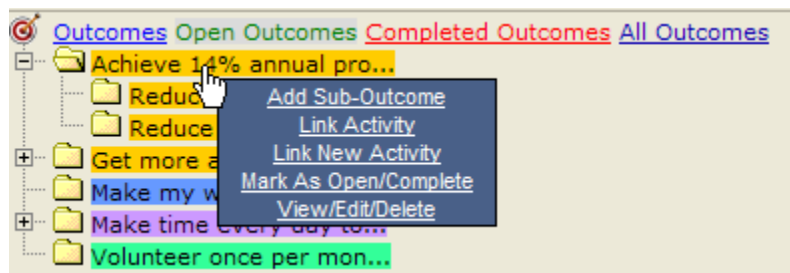 Outcomes Open Outcomes Completed Outcomes All Outcomes
Achieve 14% annual pro...
Add Sub-Outcome
Reduce
Link Activity
Link New Activity
Get more a
Mark As Open/Complete
Make my w
View/Edit/Delete
Make time every day to...
Volunteer once per mon...